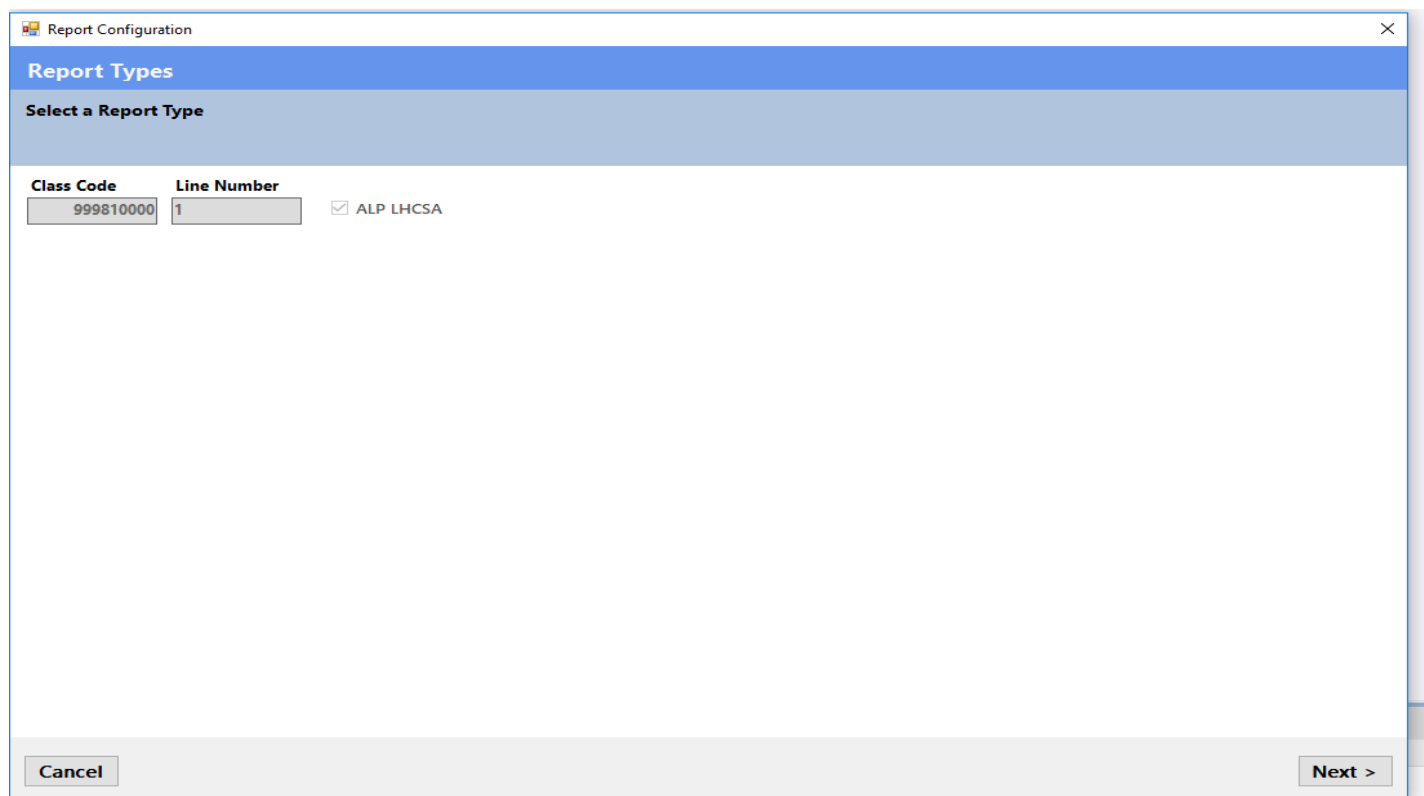 Report Configuration
Report Types
Select a Report Type
Class Code Line Number
999810000 1 ALP LHCSA
Cancel Next >